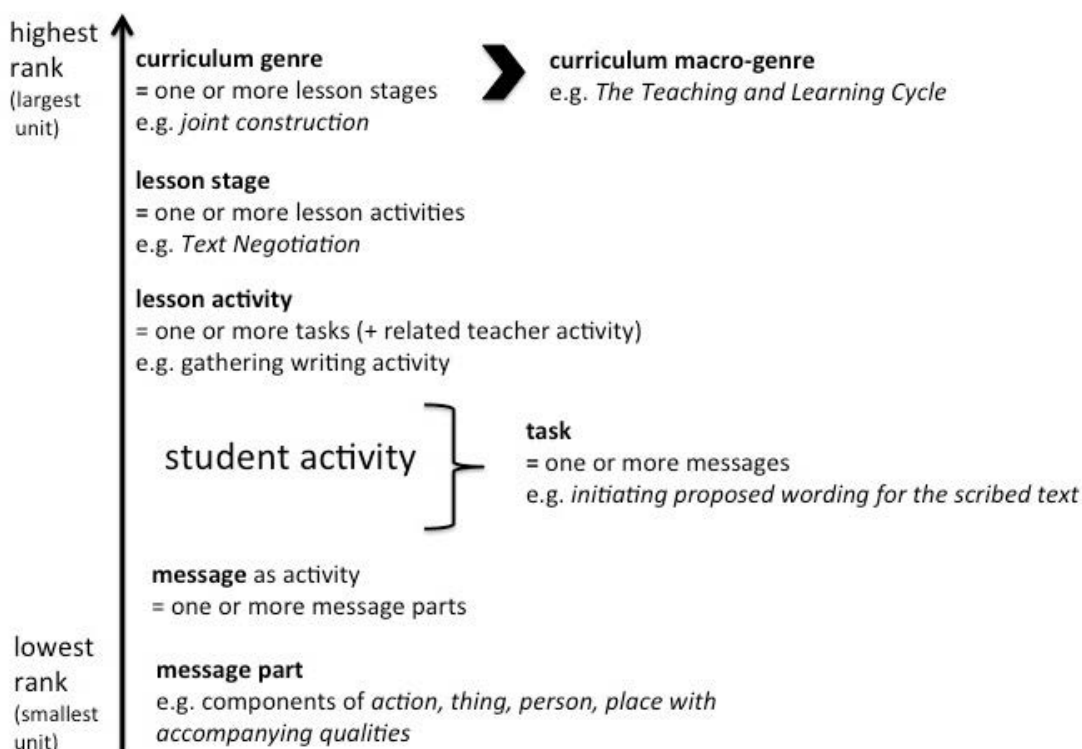 highest
rank
(largest
unit)
curriculum genre
= one or more lesson stages
e.g. joint construction
curriculum macro-genre
e.g. The Teaching and Learning Cycle
lesson stage
= one or more lesson activities
e.g. Text Negotiation
lesson activity
= one or more tasks (+ related teacher activity)
e.g. gathering writing activity
student activity
task
= one or more messages
e.g. initiating proposed wording for the scribed text
message as activity
= one or more message parts
lowest
rank
(smallest
unit)
message part
e.g. components of action, thing, person, place with
accompanying qualities